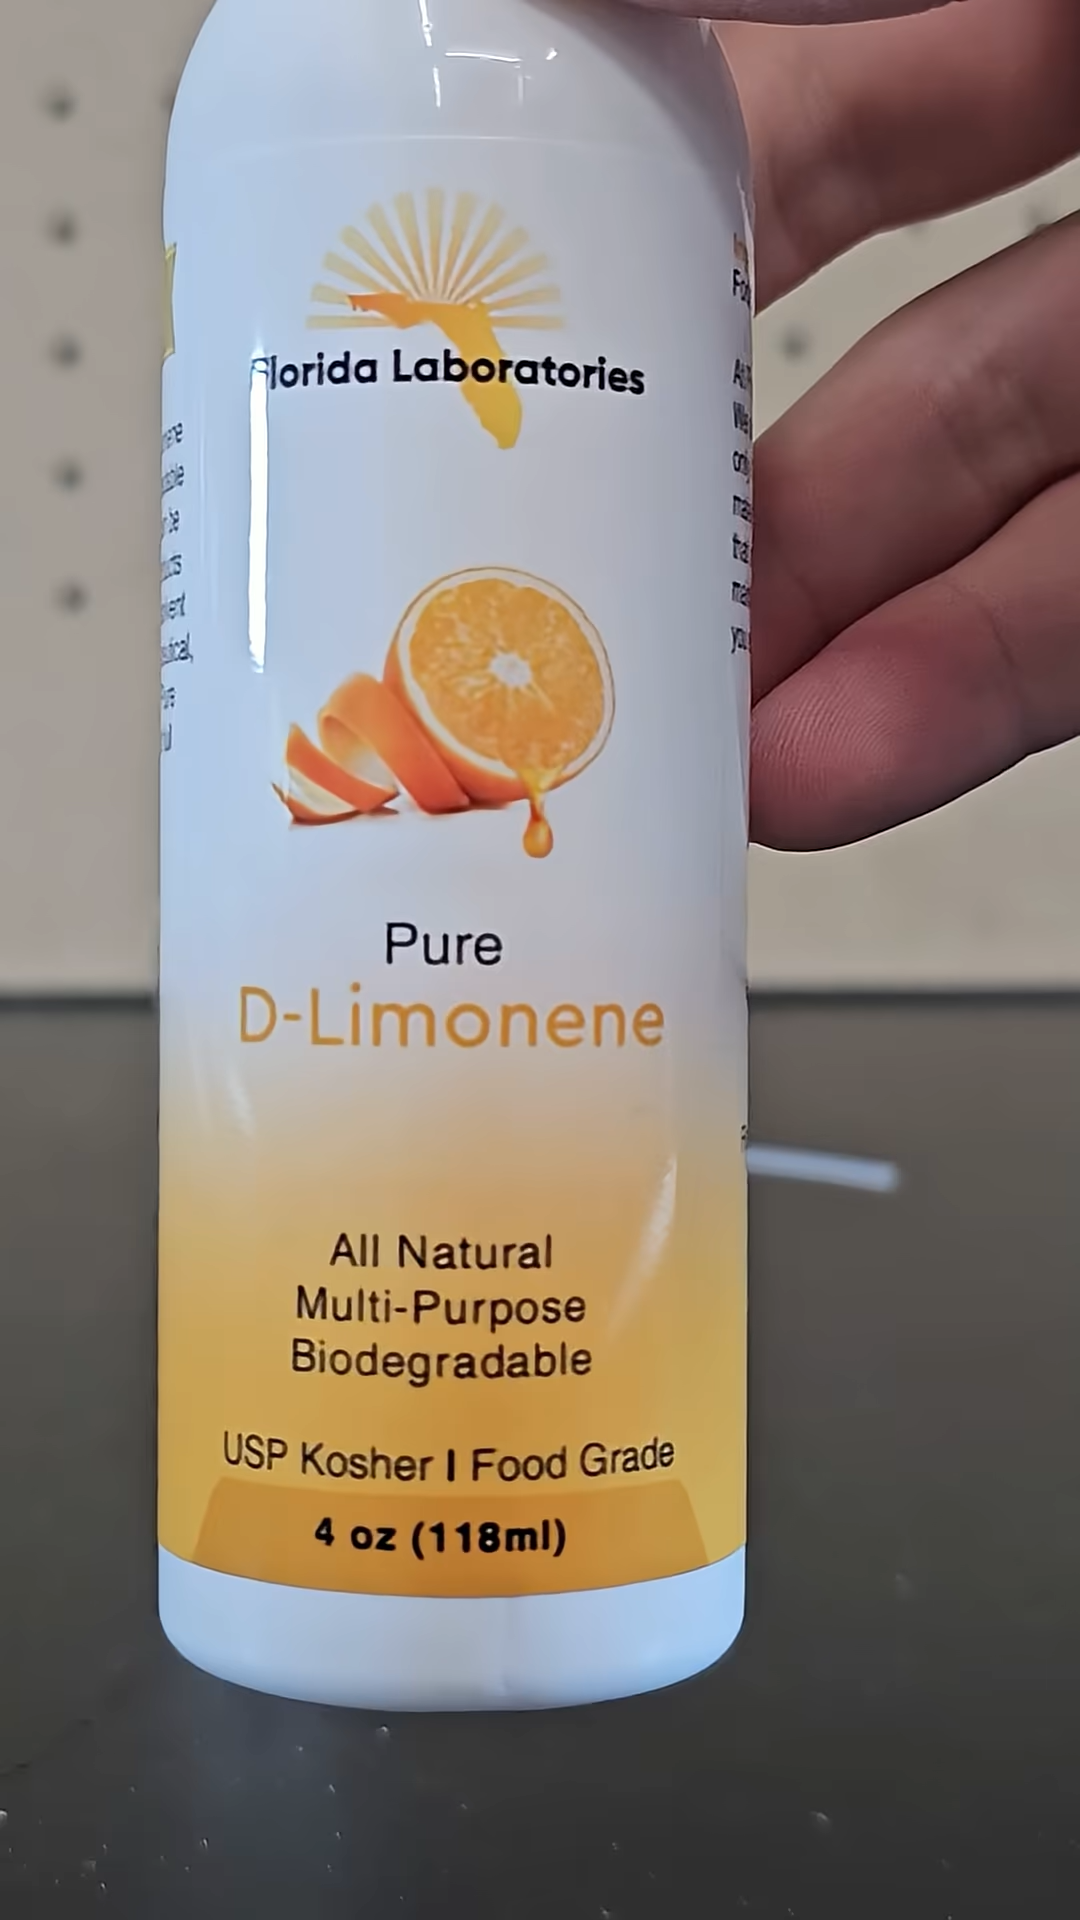 Florida Laboratories
Pure
D-Limonene
All Natural
Multi-Purpose
Biodegradable
USP Kosher | Food Grade
4 oz (118ml)